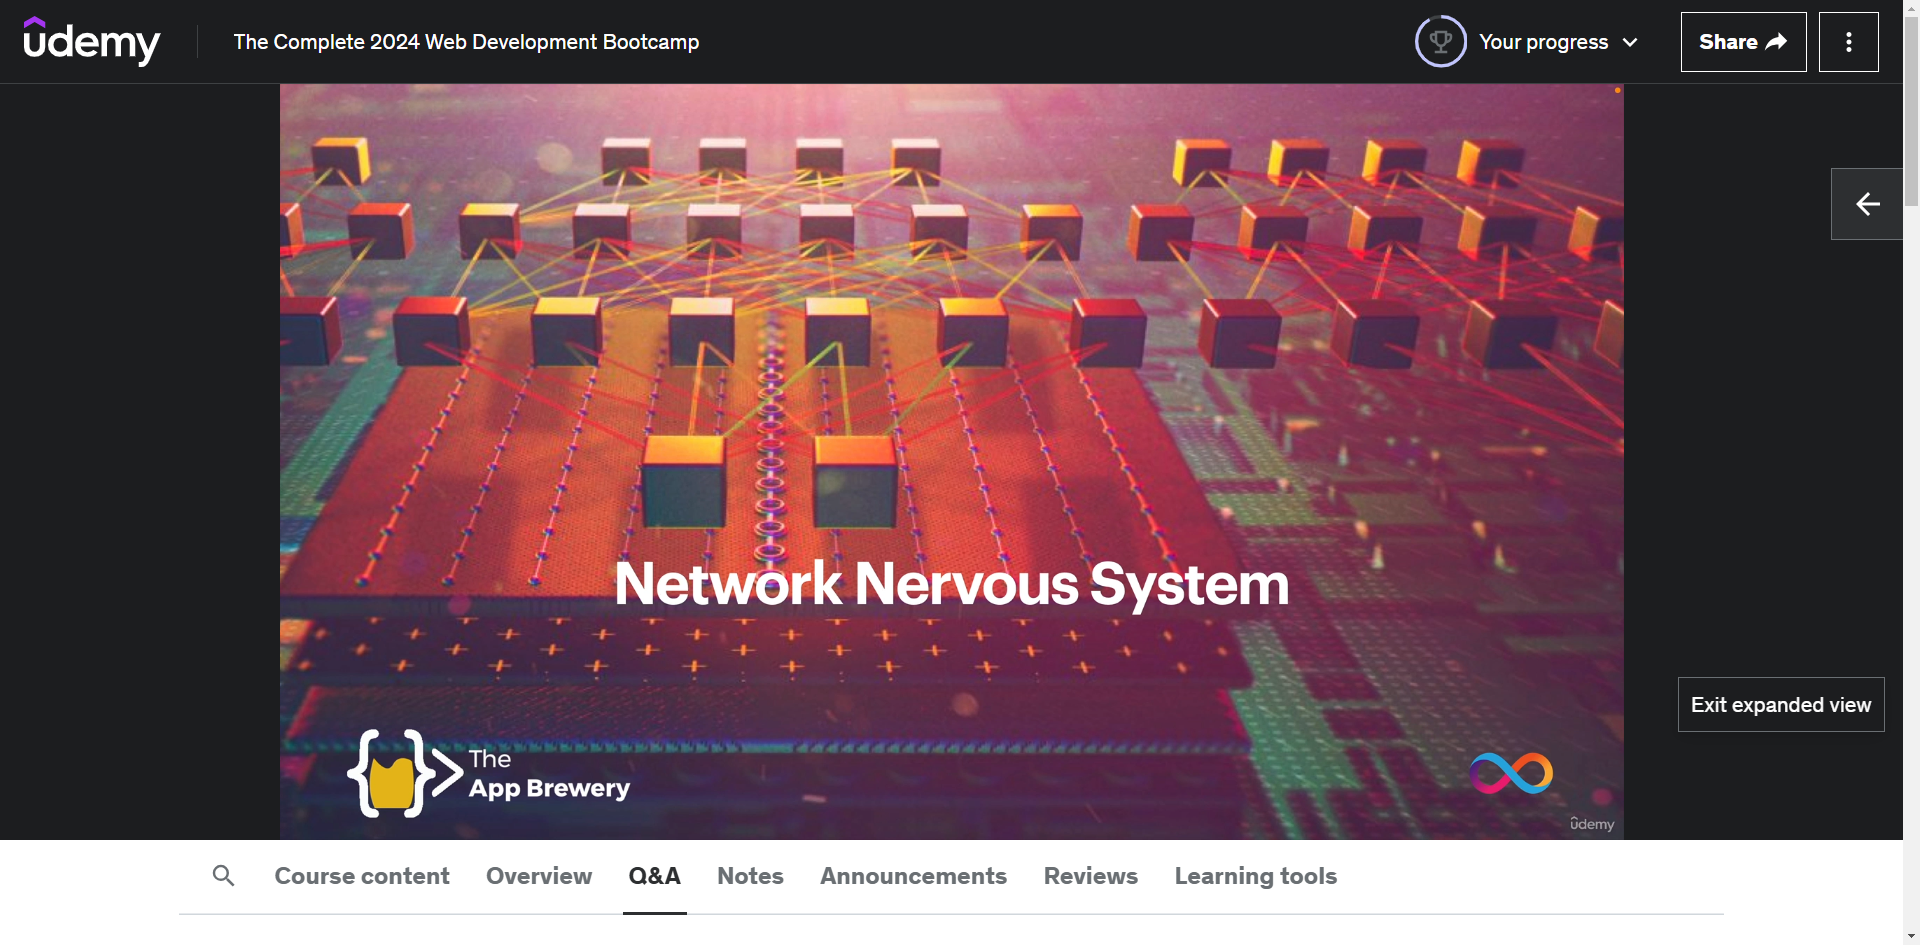 udemy
The Complete 2024 Web Development Bootcamp
Your progress
Share
Exit expanded view
Network Nervous System
The
App Brewery
udemy
Course content
Overview
Q&A
Notes
Announcements
Reviews
Learning tools